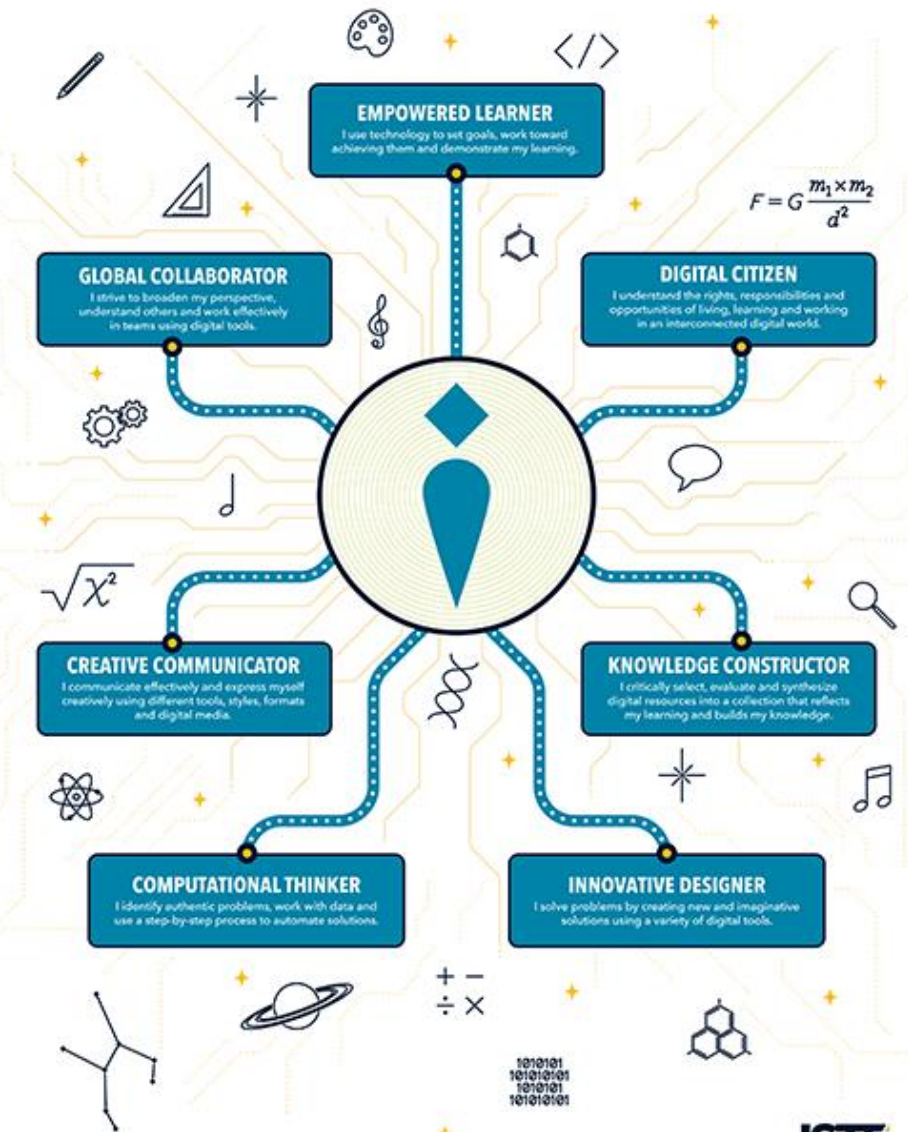 </>
EMPOWERED LEARNER
I use technology to set goals, work toward
achieving them and demonstrate my learning.
F = G m₁ × m₂ / d²
GLOBAL COLLABORATOR
I strive to broaden my perspective,
understand others and work effectively
in teams using digital tools.
DIGITAL CITIZEN
I understand the rights, responsibilities and
opportunities of living, learning and working
in an interconnected digital world.
√χ²
CREATIVE COMMUNICATOR
I communicate effectively and express myself
creatively using different tools, styles, formats
and digital media.
KNOWLEDGE CONSTRUCTOR
I critically select, evaluate and synthesize
digital resources into a collection that reflects
my learning and builds my knowledge.
COMPUTATIONAL THINKER
I identify authentic problems, work with data and
use a step-by-step process to automate solutions.
INNOVATIVE DESIGNER
I solve problems by creating new and imaginative
solutions using a variety of digital tools.
+ −
÷ ×
1010101
101010101
1010101
101010101